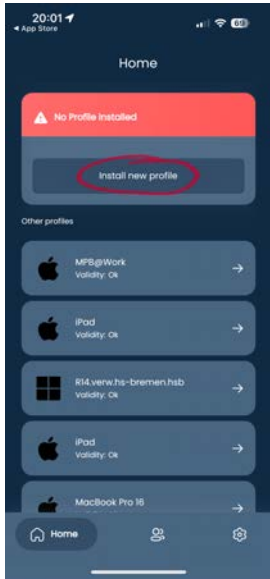 20:01
◀ App Store
69
Home
No Profile Installed
Install new profile
Other profiles
MPB@Work
Validity: Ok
iPad
Validity: Ok
R14.verw.hs-bremen.hsb
Validity: Ok
iPad
Validity: Ok
MacBook Pro 16
Home